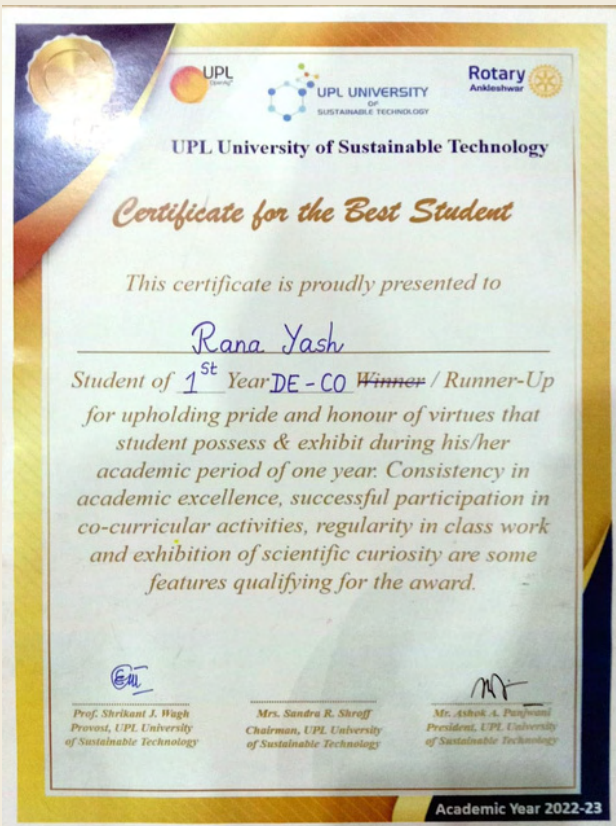 UPL
OpenAg
UPL UNIVERSITY
OF
SUSTAINABLE TECHNOLOGY
Rotary
Ankleshwar
UPL University of Sustainable Technology
Certificate for the Best Student
This certificate is proudly presented to
Rana Yash
Student of 1st Year DE-CO Winner / Runner-Up
for upholding pride and honour of virtues that
student possess & exhibit during his/her
academic period of one year. Consistency in
academic excellence, successful participation in
co-curricular activities, regularity in class work
and exhibition of scientific curiosity are some
features qualifying for the award.
Prof. Shrikant J. Wagh
Provost, UPL University
of Sustainable Technology
Mrs. Sandra R. Shroff
Chairman, UPL University
of Sustainable Technology
Mr. Ashok A. Panjwani
President, UPL University
of Sustainable Technology
Academic Year 2022-23